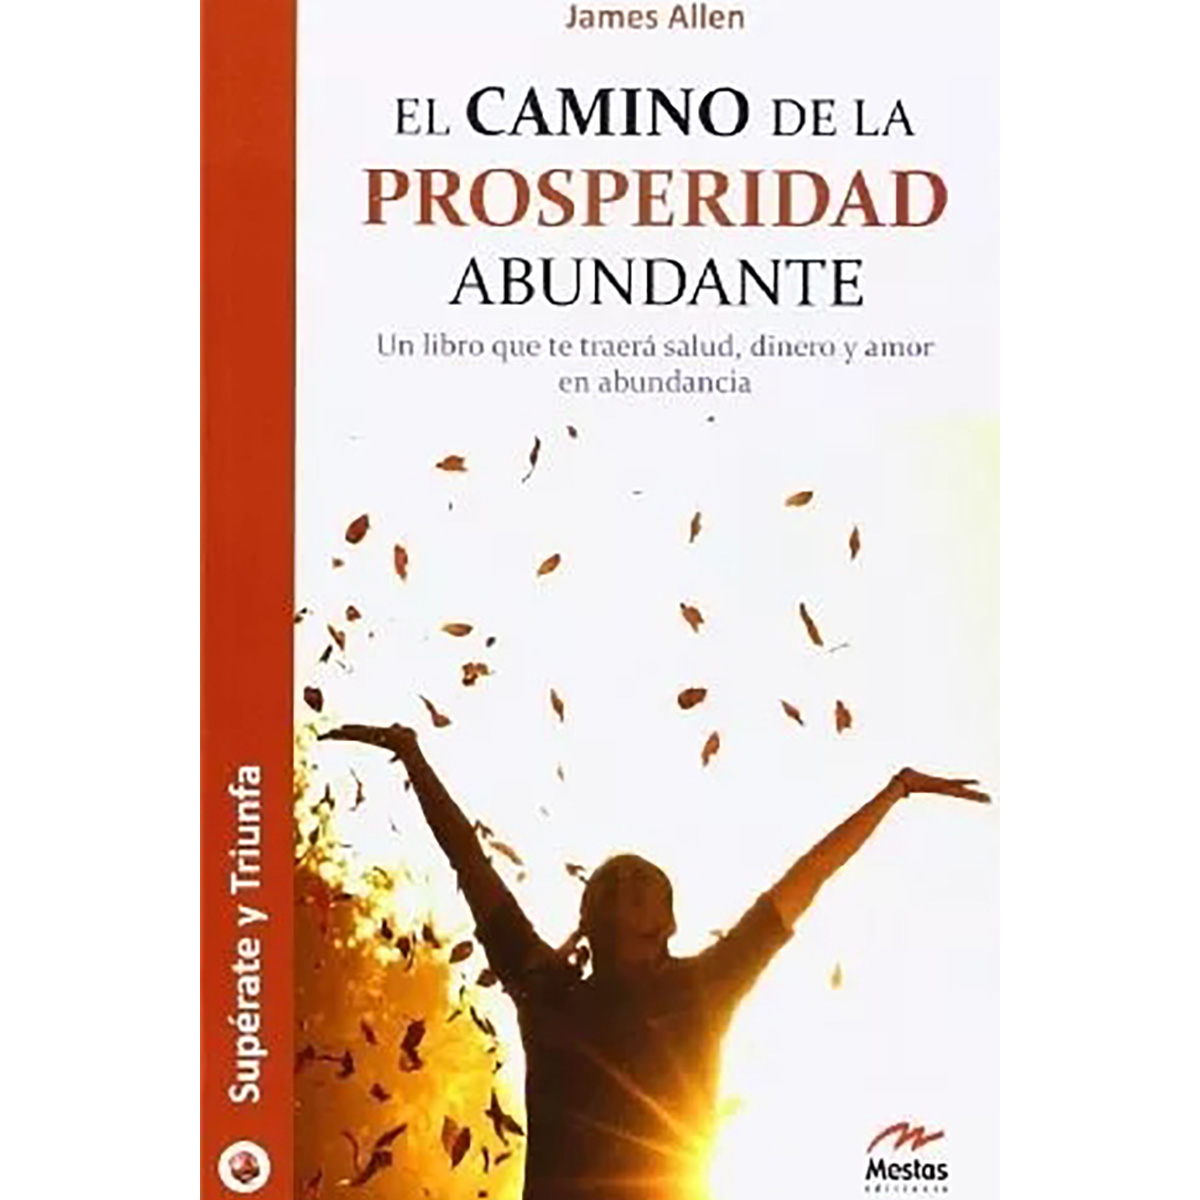 James Allen
EL CAMINO DE LA
PROSPERIDAD
ABUNDANTE
Un libro que te traerá salud, dinero y amor
en abundancia
Supérate y Triunfa
Mestas
ediciones